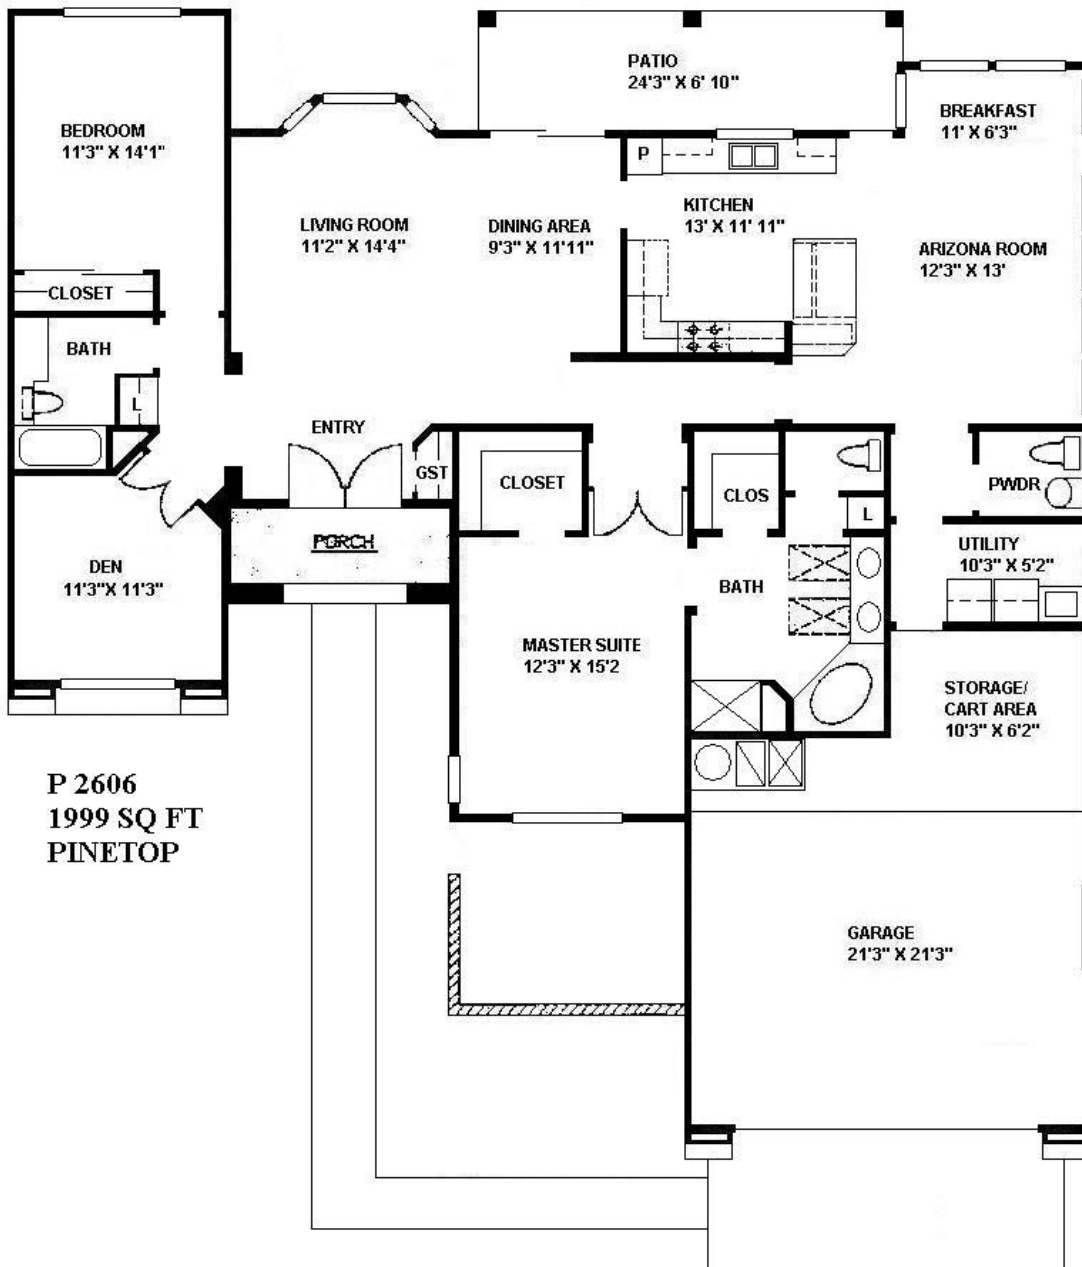 PATIO
24'3" X 6' 10"
BREAKFAST
11' X 6'3"
BEDROOM
11'3" X 14'1"
P
KITCHEN
13' X 11' 11"
LIVING ROOM
11'2" X 14'4"
DINING AREA
9'3" X 11'11"
ARIZONA ROOM
12'3" X 13'
CLOSET
BATH
L
ENTRY
GST
CLOSET
CLOS
PWDR
L
PORCH
UTILITY
10'3" X 5'2"
DEN
11'3"X 11'3"
BATH
MASTER SUITE
12'3" X 15'2
STORAGE/
CART AREA
10'3" X 6'2"
P 2606
1999 SQ FT
PINETOP
GARAGE
21'3" X 21'3"